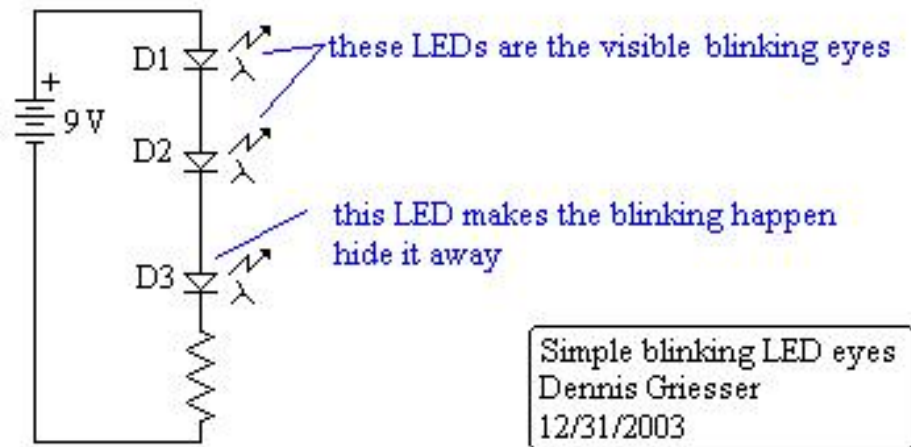 D1
these LEDs are the visible blinking eyes
+
9 V
D2
this LED makes the blinking happen
hide it away
D3
Simple blinking LED eyes
Dennis Griesser
12/31/2003